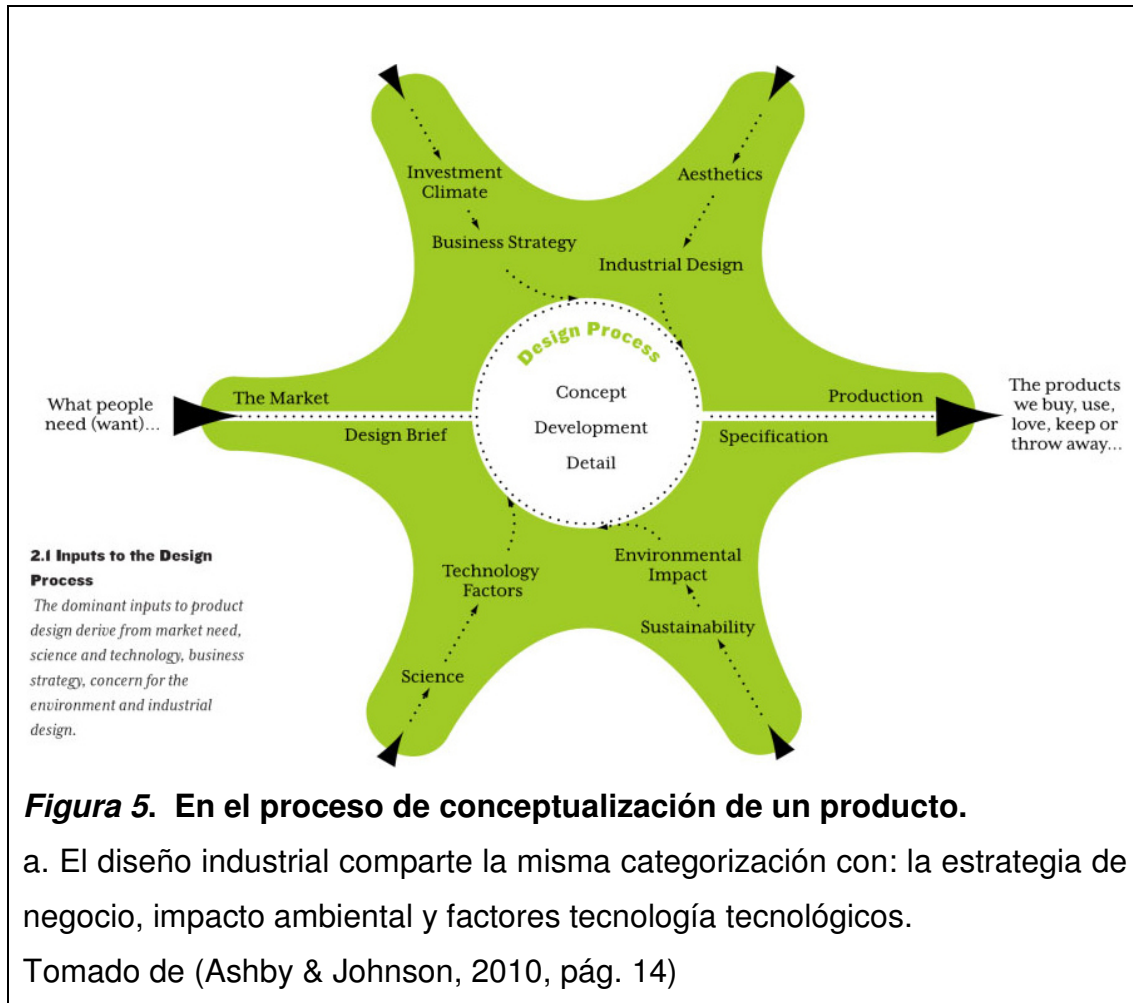 Investment
Climate
Business Strategy
Aesthetics
Industrial Design
Design Process
Concept
Development
Detail
What people
need (want)...
The Market
Design Brief
Production
Specification
The products
we buy, use,
love, keep or
throw away...
Technology
Factors
Science
Environmental
Impact
Sustainability
2.1 Inputs to the Design
Process
The dominant inputs to product
design derive from market need,
science and technology, business
strategy, concern for the
environment and industrial
design.
Figura 5. En el proceso de conceptualización de un producto.
a. El diseño industrial comparte la misma categorización con: la estrategia de
negocio, impacto ambiental y factores tecnología tecnológicos.
Tomado de (Ashby & Johnson, 2010, pág. 14)